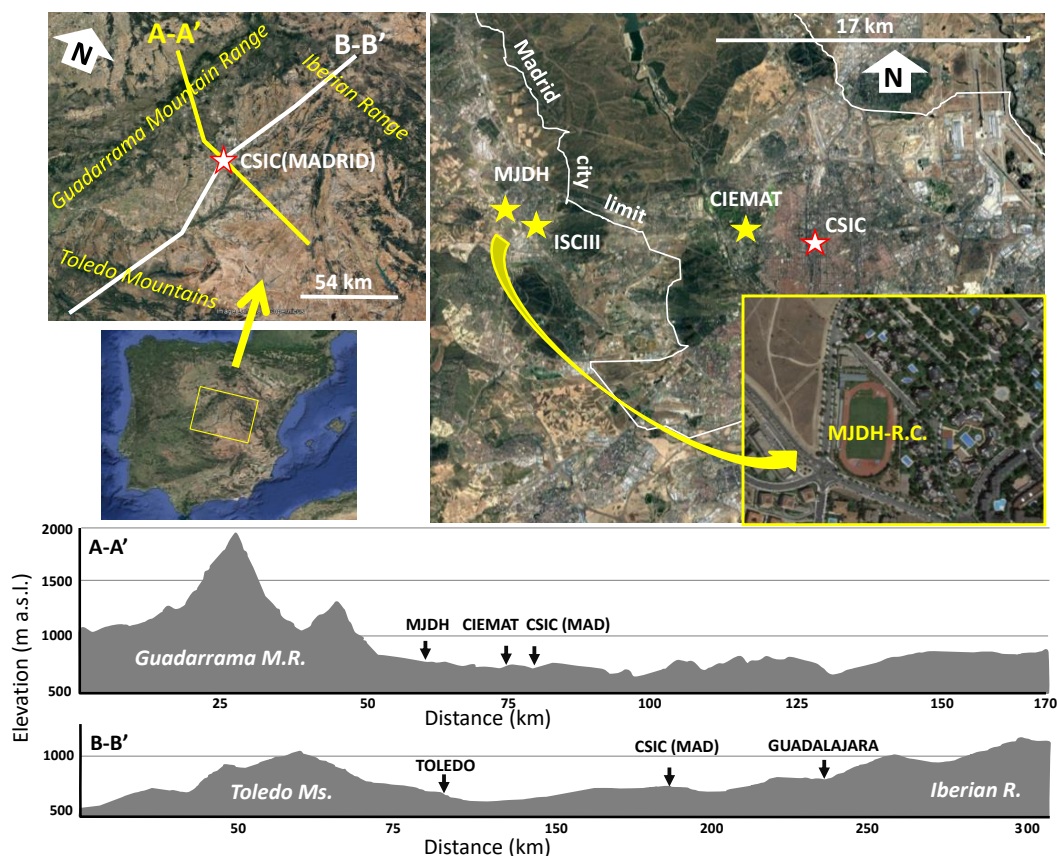 N
A-A’
B-B’
Guadarrama Mountain Range
Iberian Range
CSIC(MADRID)
Toledo Mountains
54 km
17 km
N
Madrid
city
limit
MJDH
ISCIII
CIEMAT
CSIC
MJDH-R.C.
Elevation (m a.s.l.)
2000
A-A’
1500
1000
MJDH CIEMAT CSIC (MAD)
Guadarrama M.R.
500
25 50 75 100 125 150 170
Distance (km)
B-B’
1000
TOLEDO
CSIC (MAD)
GUADALAJARA
Toledo Ms.
Iberian R.
500
50 75 150 200 250 300
Distance (km)